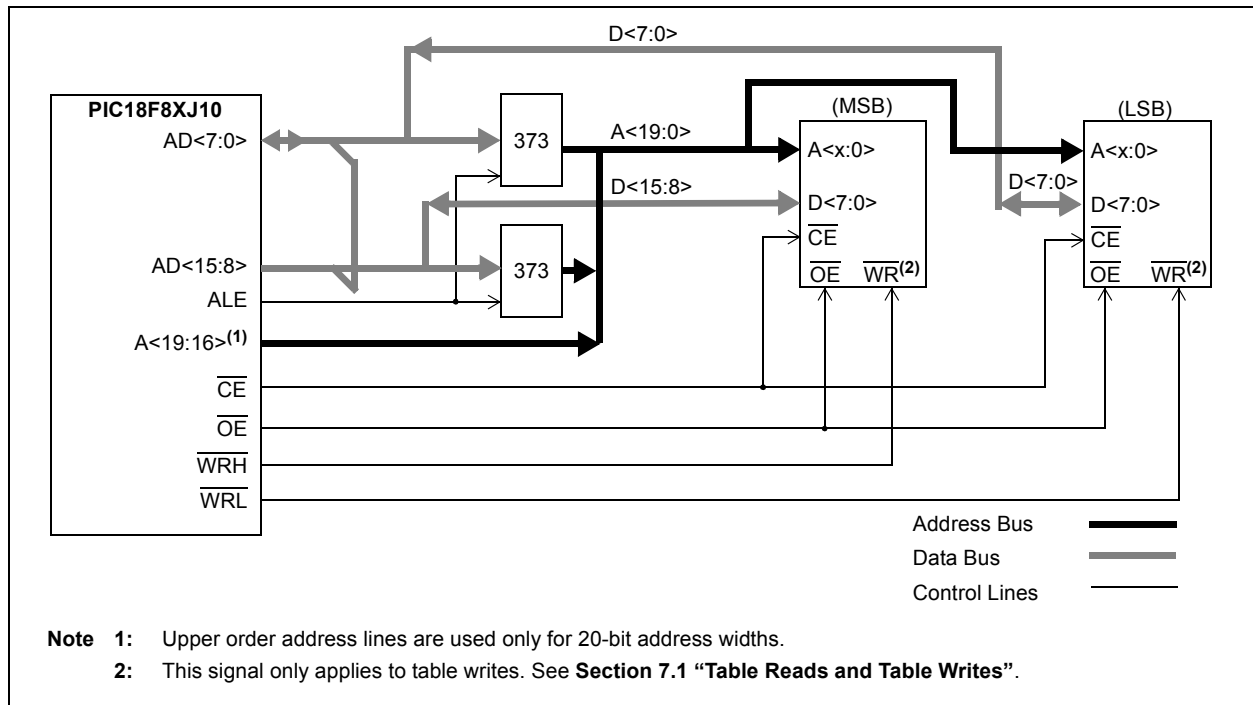 D<7:0>
PIC18F8XJ10
AD<7:0>
373
A<19:0>
(MSB)
A<x:0>
(LSB)
A<x:0>
D<15:8>
D<7:0>
D<7:0>
D<7:0>
CE
OE WR(2)
CE
OE WR(2)
AD<15:8>
373
ALE
A<19:16>(1)
CE
OE
WRH
WRL
Address Bus
Data Bus
Control Lines
Note 1: Upper order address lines are used only for 20-bit address widths.
2: This signal only applies to table writes. See Section 7.1 “Table Reads and Table Writes”.